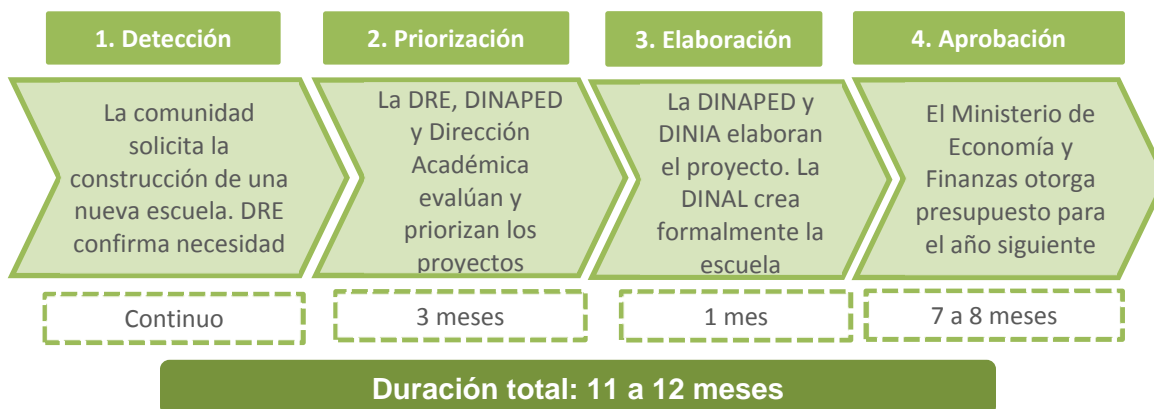 1. Detección
2. Priorización
3. Elaboración
4. Aprobación
La comunidad
solicita la
construcción de una
nueva escuela. DRE
confirma necesidad
La DRE, DINAPED
y Dirección
Académica
evalúan y
priorizan los
proyectos
La DINAPED y
DINIA elaboran
el proyecto. La
DINAL crea
formalmente la
escuela
El Ministerio de
Economía y
Finanzas otorga
presupuesto para
el año siguiente
Continuo
3 meses
1 mes
7 a 8 meses
Duración total: 11 a 12 meses